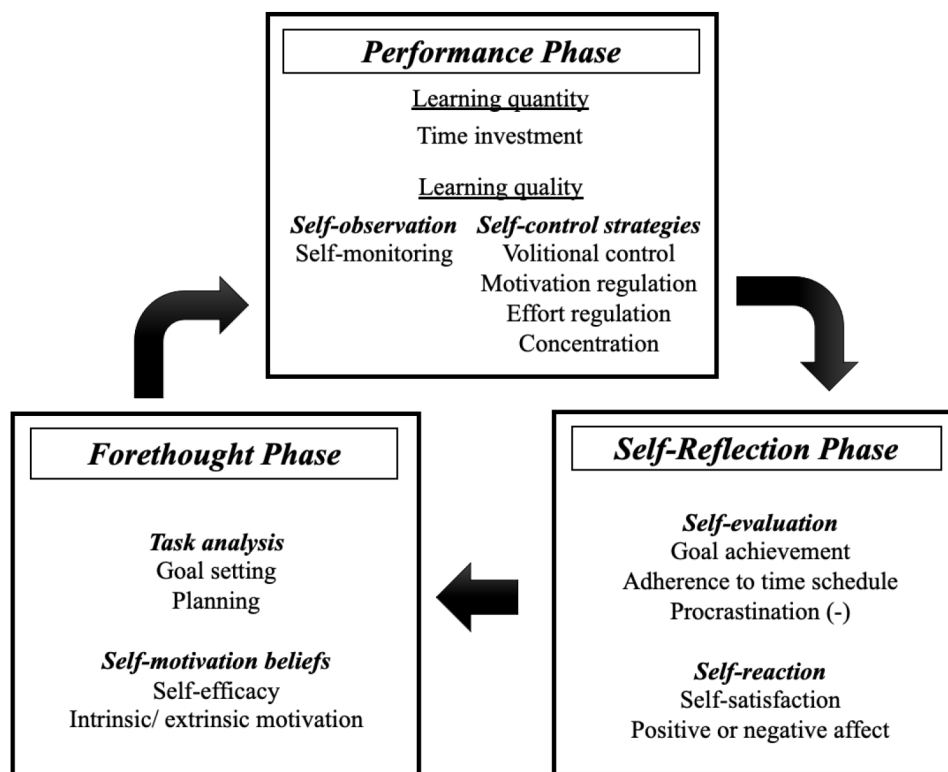 Performance Phase
Learning quantity
Time investment
Learning quality
Self-observation
Self-monitoring
Self-control strategies
Volitional control
Motivation regulation
Effort regulation
Concentration
Forethought Phase
Task analysis
Goal setting
Planning
Self-motivation beliefs
Self-efficacy
Intrinsic/ extrinsic motivation
Self-Reflection Phase
Self-evaluation
Goal achievement
Adherence to time schedule
Procrastination (-)
Self-reaction
Self-satisfaction
Positive or negative affect